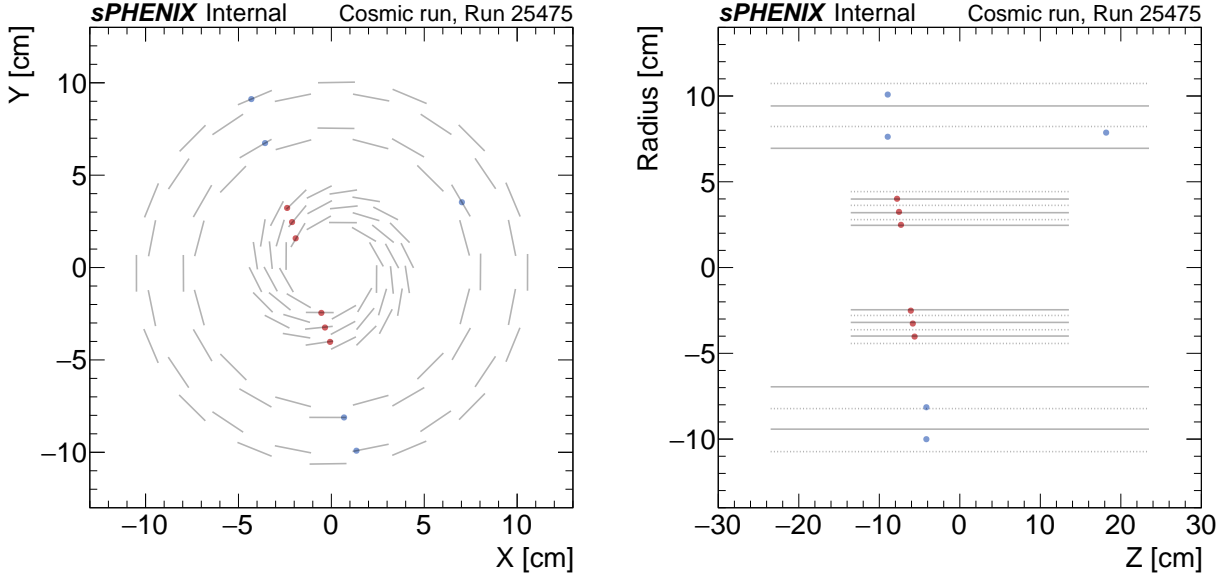 sPHENIX Internal
Cosmic run, Run 25475
Y [cm]
10
5
0
−5
−10
−10
−5
0
5
10
X [cm]
sPHENIX Internal
Cosmic run, Run 25475
Radius [cm]
10
5
0
−5
−10
−30
−20
−10
0
10
20
30
Z [cm]